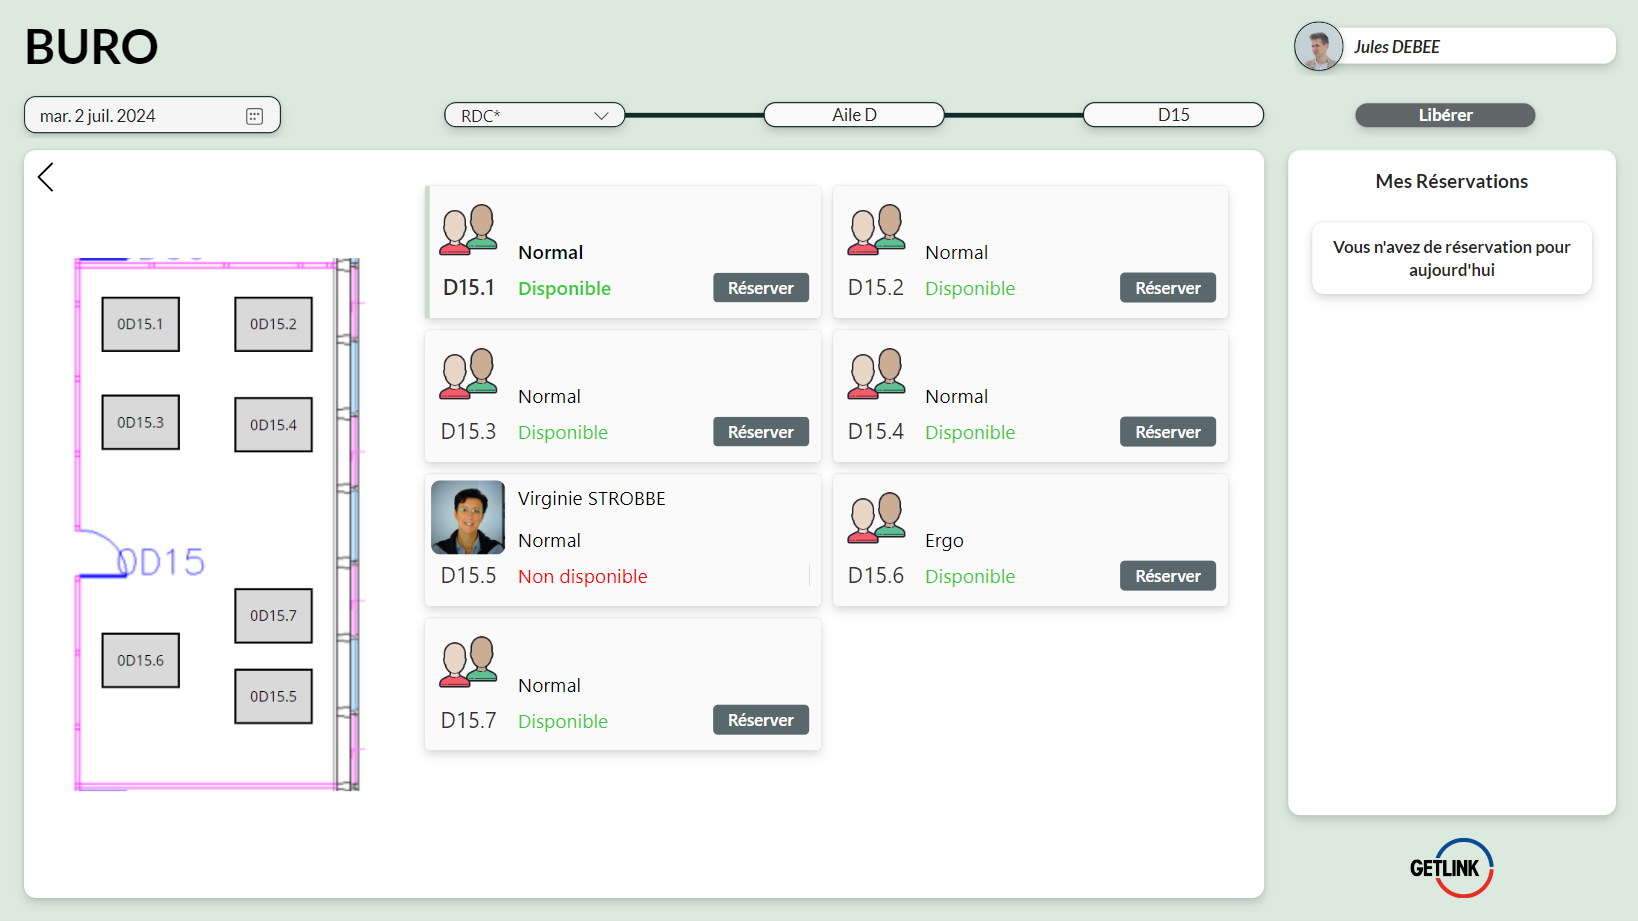 BURO
Jules DEBEE
mar. 2 juil. 2024
RDC*
Aile D
D15
Libérer
0D15.1
0D15.2
0D15.3
0D15.4
0D15
0D15.7
0D15.6
0D15.5
Normal
D15.1 Disponible Réserver
Normal
D15.2 Disponible Réserver
Normal
D15.3 Disponible Réserver
Normal
D15.4 Disponible Réserver
Virginie STROBBE
Normal
D15.5 Non disponible
Ergo
D15.6 Disponible Réserver
Normal
D15.7 Disponible Réserver
Mes Réservations
Vous n'avez de réservation pour
aujourd'hui
GETLINK